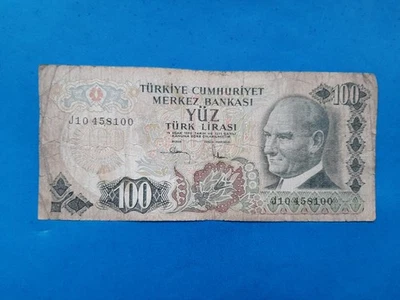 TÜRKİYE CUMHURİYET
MERKEZ BANKASI
100
J10 458100
YÜZ
TÜRK LİRASI
100
J10 458100